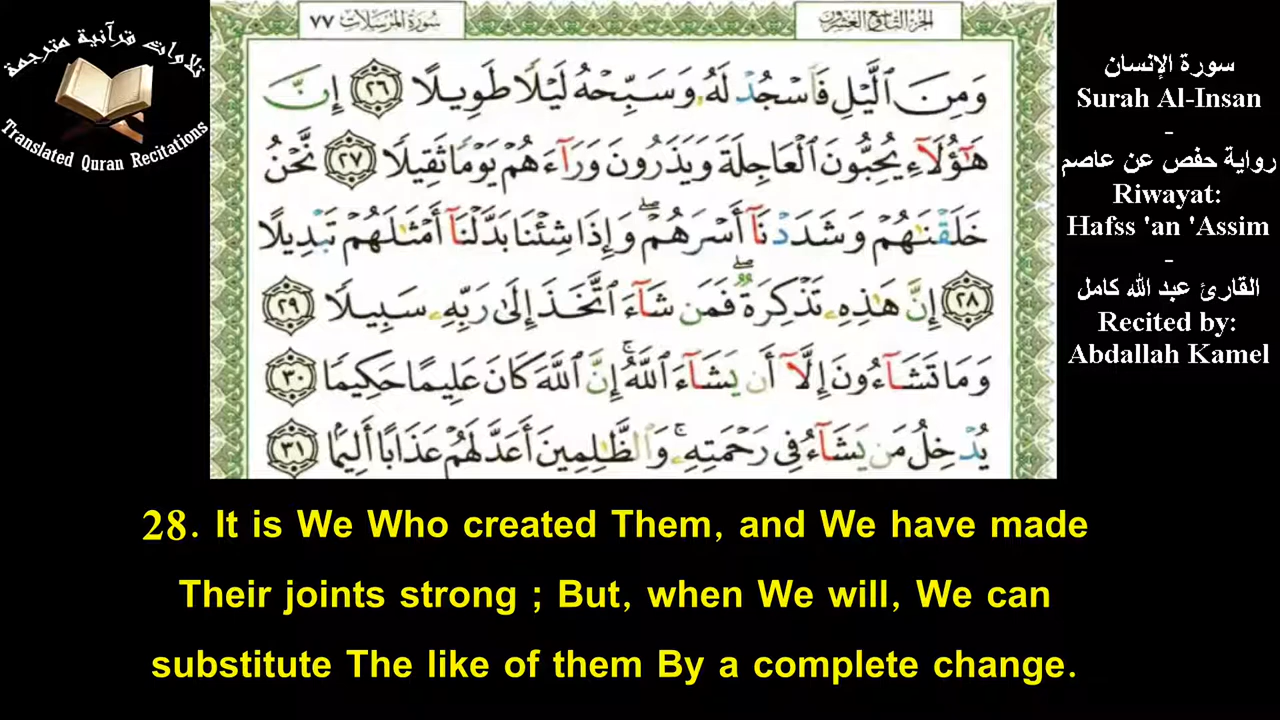 تلاوات قرآنية مترجمة
Translated Quran Recitations
سورة المرسلات ٧٧
الجزء التاسع والعشرون
وَمِنَ ٱلَّيْلِ فَٱسْجُدْ لَهُۥ وَسَبِّحْهُ لَيْلًا طَوِيلًا ٢٦ إِنَّ
هَٰٓؤُلَآءِ يُحِبُّونَ ٱلْعَاجِلَةَ وَيَذَرُونَ وَرَآءَهُمْ يَوْمًا ثَقِيلًا ٢٧ نَّحْنُ
خَلَقْنَٰهُمْ وَشَدَدْنَآ أَسْرَهُمْ ۖ وَإِذَا شِئْنَا بَدَّلْنَآ أَمْثَٰلَهُمْ تَبْدِيلًا
٢٨ إِنَّ هَٰذِهِۦ تَذْكِرَةٌ ۖ فَمَن شَآءَ ٱتَّخَذَ إِلَىٰ رَبِّهِۦ سَبِيلًا ٢٩
وَمَا تَشَآءُونَ إِلَّآ أَن يَشَآءَ ٱللَّهُ ۚ إِنَّ ٱللَّهَ كَانَ عَلِيمًا حَكِيمًا ٣٠
يُدْخِلُ مَن يَشَآءُ فِى رَحْمَتِهِۦ ۚ وَٱلظَّٰلِمِينَ أَعَدَّ لَهُمْ عَذَابًا أَلِيمًۢا ٣١
سورة الإنسان
Surah Al-Insan
-
رواية حفص عن عاصم
Riwayat:
Hafss 'an 'Assim
-
القارئ عبد الله كامل
Recited by:
Abdallah Kamel
28. It is We Who created Them, and We have made
Their joints strong ; But, when We will, We can
substitute The like of them By a complete change.